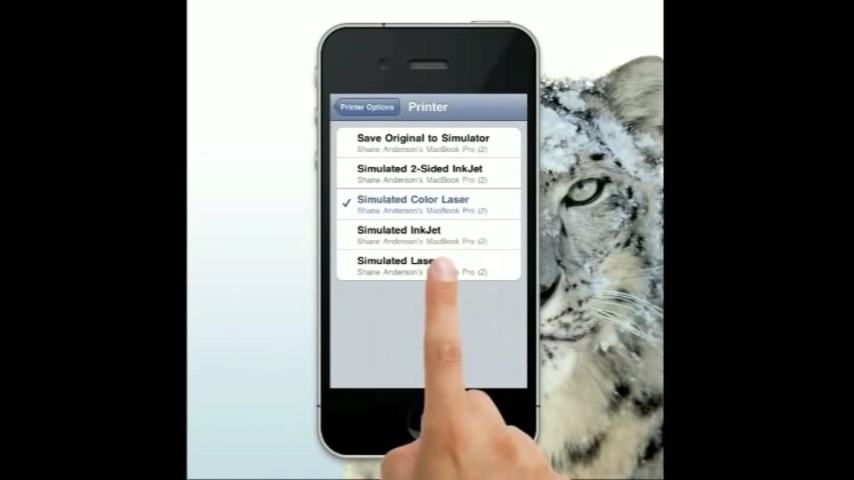 Printer Options
Printer
Save Original to Simulator
Shane Anderson's MacBook Pro (2)
Simulated 2-Sided InkJet
Shane Anderson's MacBook Pro (2)
Simulated Color Laser
Shane Anderson's MacBook Pro (2)
Simulated InkJet
Shane Anderson's MacBook Pro (2)
Simulated Laser
Shane Anderson's MacBook Pro (2)